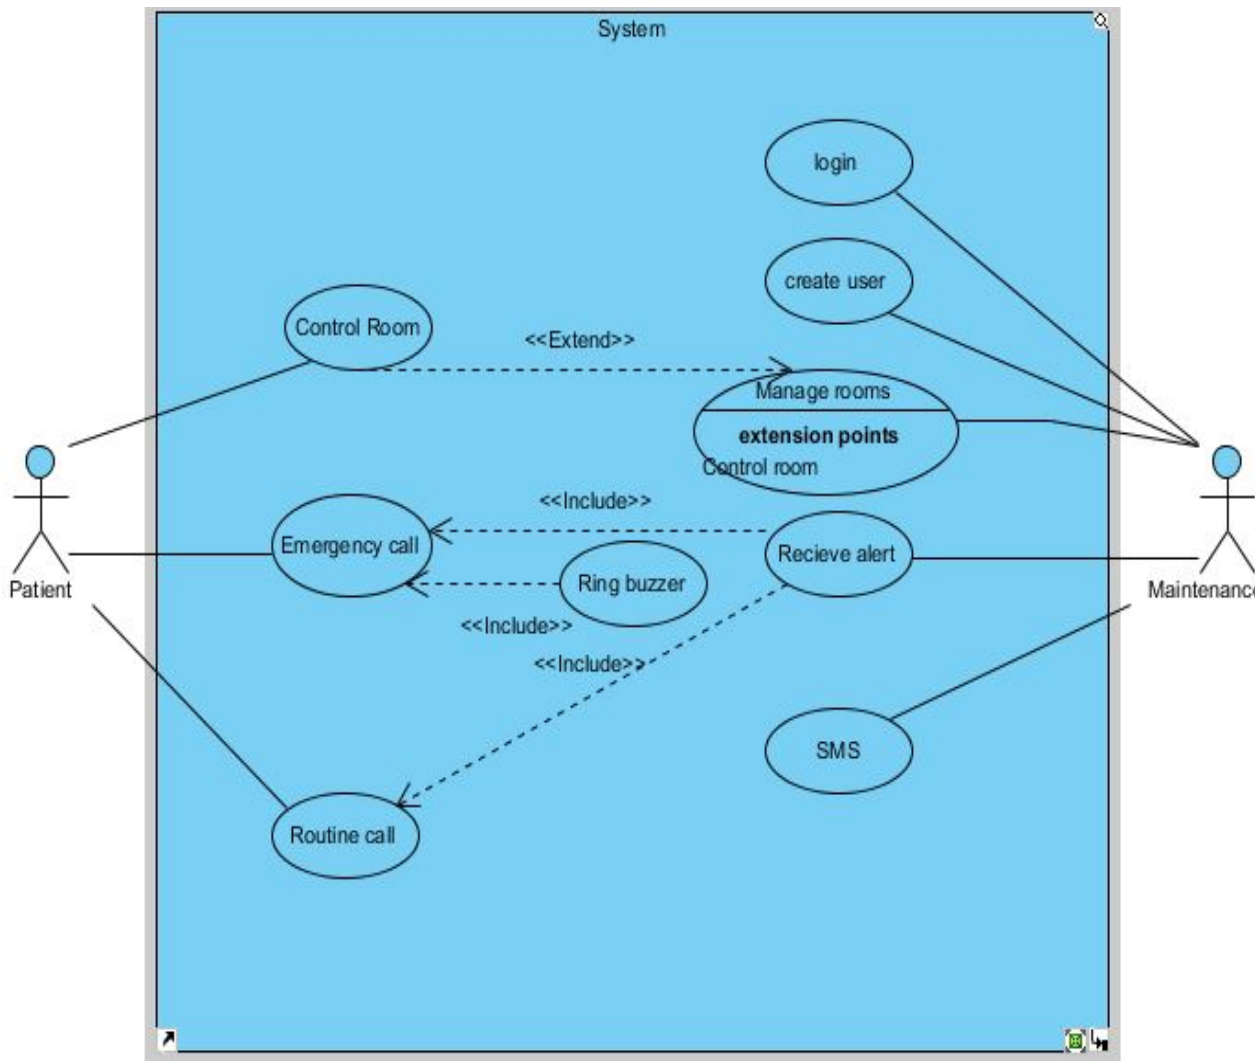 System
login
create user
Control Room
<<Extend>>
Manage rooms
extension points
Control room
<<Include>>
Emergency call
Recieve alert
Ring buzzer
Patient
Maintenance
<<Include>>
<<Include>>
SMS
Routine call